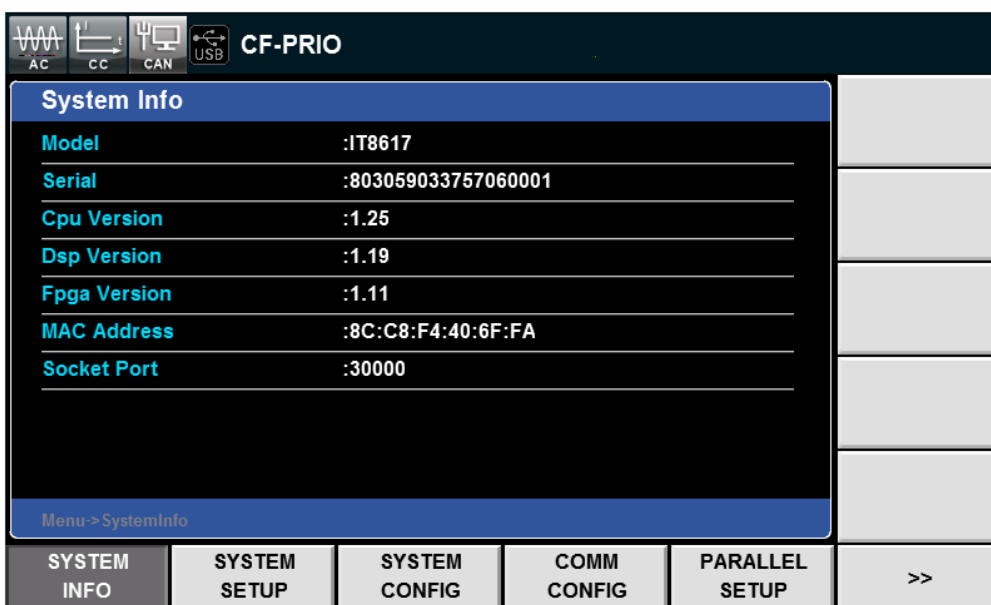 AC CC CAN USB CF-PRIO
System Info
Model :IT8617
Serial :803059033757060001
Cpu Version :1.25
Dsp Version :1.19
Fpga Version :1.11
MAC Address :8C:C8:F4:40:6F:FA
Socket Port :30000
Menu->SystemInfo
SYSTEM INFO
SYSTEM SETUP
SYSTEM CONFIG
COMM CONFIG
PARALLEL SETUP
>>